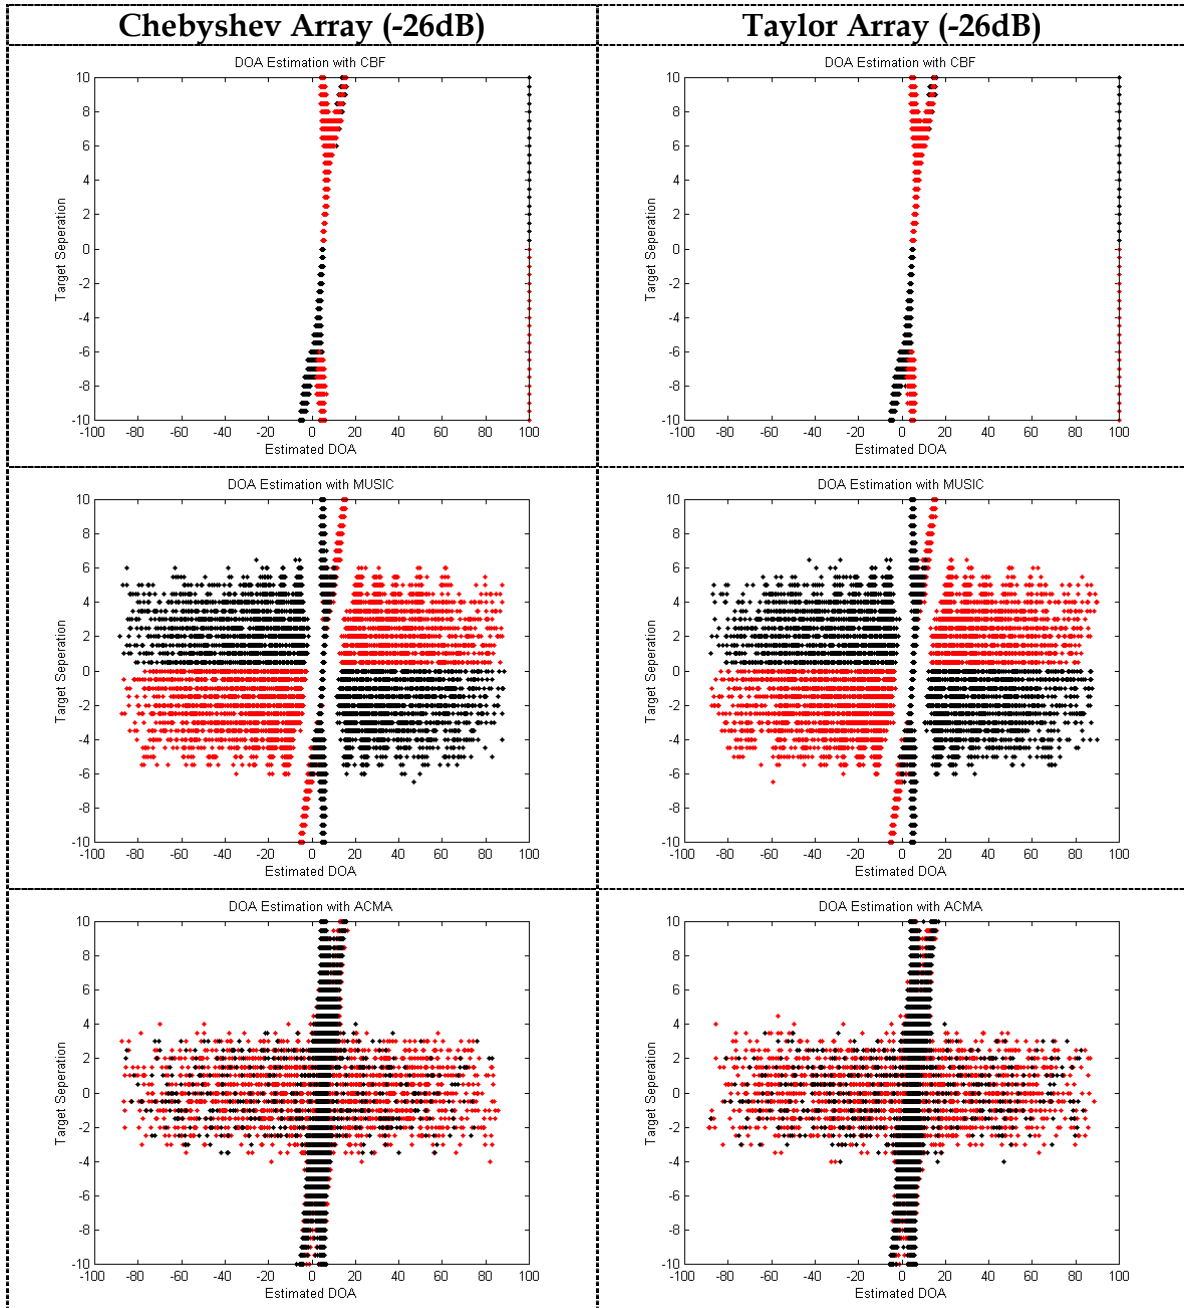 Chebyshev Array (-26dB)
Taylor Array (-26dB)
DOA Estimation with CBF
10
8
6
4
2
0
-2
-4
-6
-8
-10
Target Seperation
-100 -80 -60 -40 -20 0 20 40 60 80 100
Estimated DOA
DOA Estimation with CBF
10
8
6
4
2
0
-2
-4
-6
-8
-10
Target Seperation
-100 -80 -60 -40 -20 0 20 40 60 80 100
Estimated DOA
DOA Estimation with MUSIC
10
8
6
4
2
0
-2
-4
-6
-8
-10
Target Seperation
-100 -80 -60 -40 -20 0 20 40 60 80 100
Estimated DOA
DOA Estimation with MUSIC
10
8
6
4
2
0
-2
-4
-6
-8
-10
Target Seperation
-100 -80 -60 -40 -20 0 20 40 60 80 100
Estimated DOA
DOA Estimation with ACMA
10
8
6
4
2
0
-2
-4
-6
-8
-10
Target Seperation
-100 -80 -60 -40 -20 0 20 40 60 80 100
Estimated DOA
DOA Estimation with ACMA
10
8
6
4
2
0
-2
-4
-6
-8
-10
Target Seperation
-100 -80 -60 -40 -20 0 20 40 60 80 100
Estimated DOA